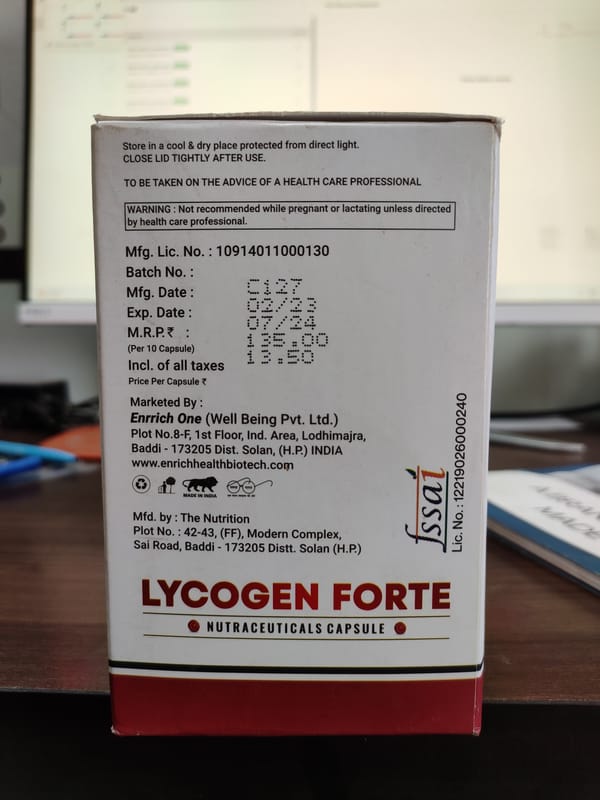 Store in a cool & dry place protected from direct light.
CLOSE LID TIGHTLY AFTER USE.
TO BE TAKEN ON THE ADVICE OF A HEALTH CARE PROFESSIONAL
WARNING : Not recommended while pregnant or lactating unless directed
by health care professional.
Mfg. Lic. No. : 10914011000130
Batch No. : C127
Mfg. Date : 02/23
Exp. Date : 07/24
M.R.P.₹ : 135.00
(Per 10 Capsule) 13.50
Incl. of all taxes
Price Per Capsule ₹
Marketed By :
Enrrich One (Well Being Pvt. Ltd.)
Plot No.8-F, 1st Floor, Ind. Area, Lodhimajra,
Baddi - 173205 Dist. Solan, (H.P.) INDIA
www.enrichhealthbiotech.com
MADE IN INDIA
Mfd. by : The Nutrition
Plot No. : 42-43, (FF), Modern Complex,
Sai Road, Baddi - 173205 Distt. Solan (H.P.)
fssai
Lic. No. : 12219026000240
LYCOGEN FORTE
NUTRACEUTICALS CAPSULE